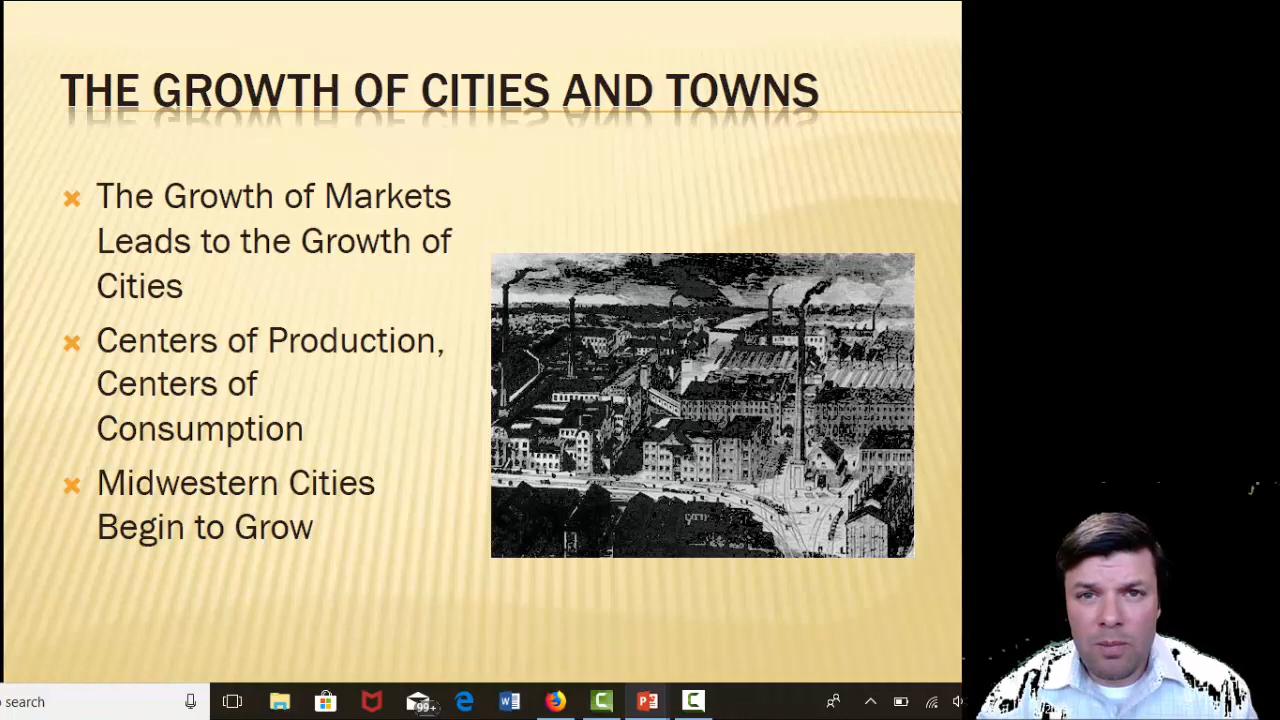 THE GROWTH OF CITIES AND TOWNS
The Growth of Markets
Leads to the Growth of
Cities
Centers of Production,
Centers of
Consumption
Midwestern Cities
Begin to Grow
search
99+